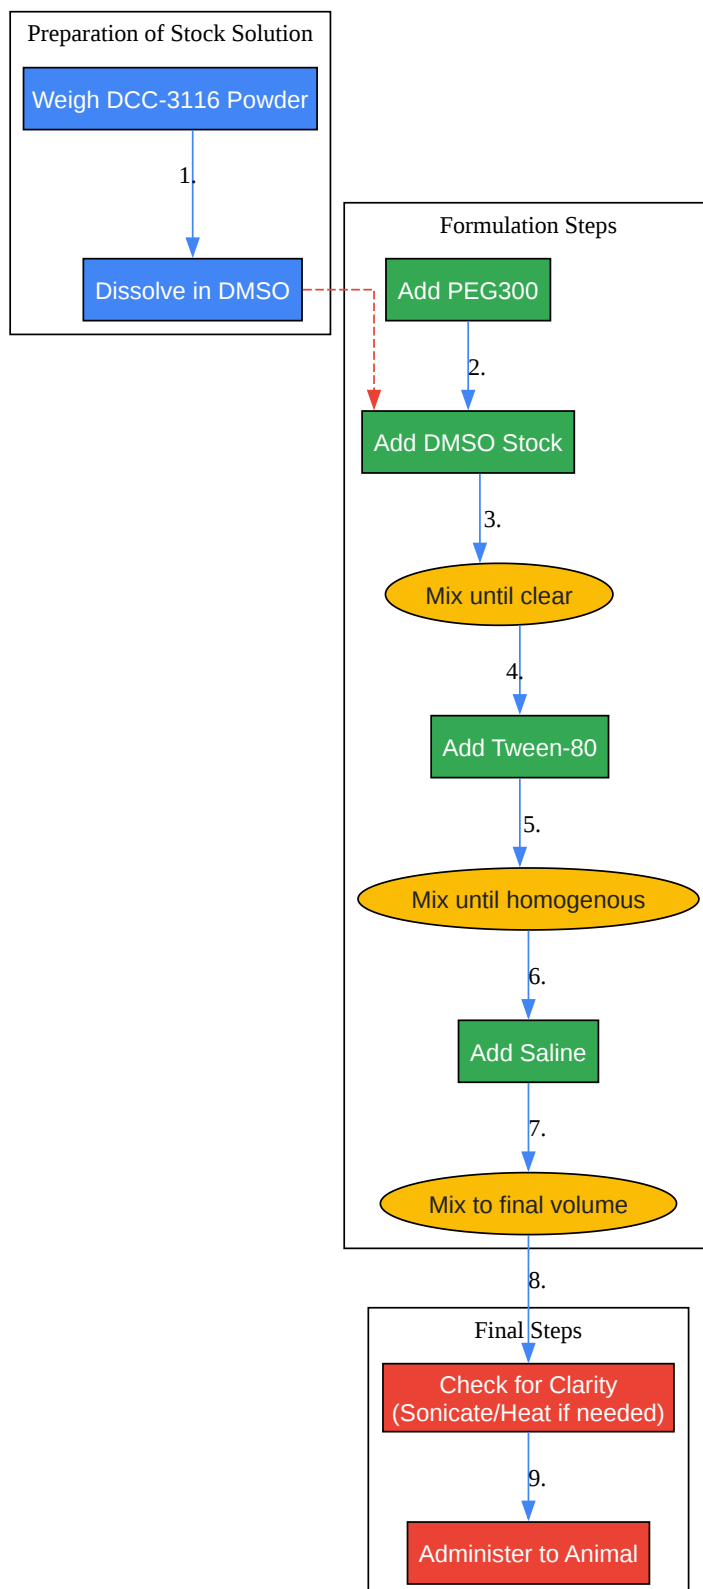 Preparation of Stock Solution
Weigh DCC-3116 Powder
1.
Dissolve in DMSO
Formulation Steps
Add PEG300
2.
Add DMSO Stock
3.
Mix until clear
4.
Add Tween-80
5.
Mix until homogenous
6.
Add Saline
7.
Mix to final volume
8.
Final Steps
Check for Clarity
(Sonicate/Heat if needed)
9.
Administer to Animal